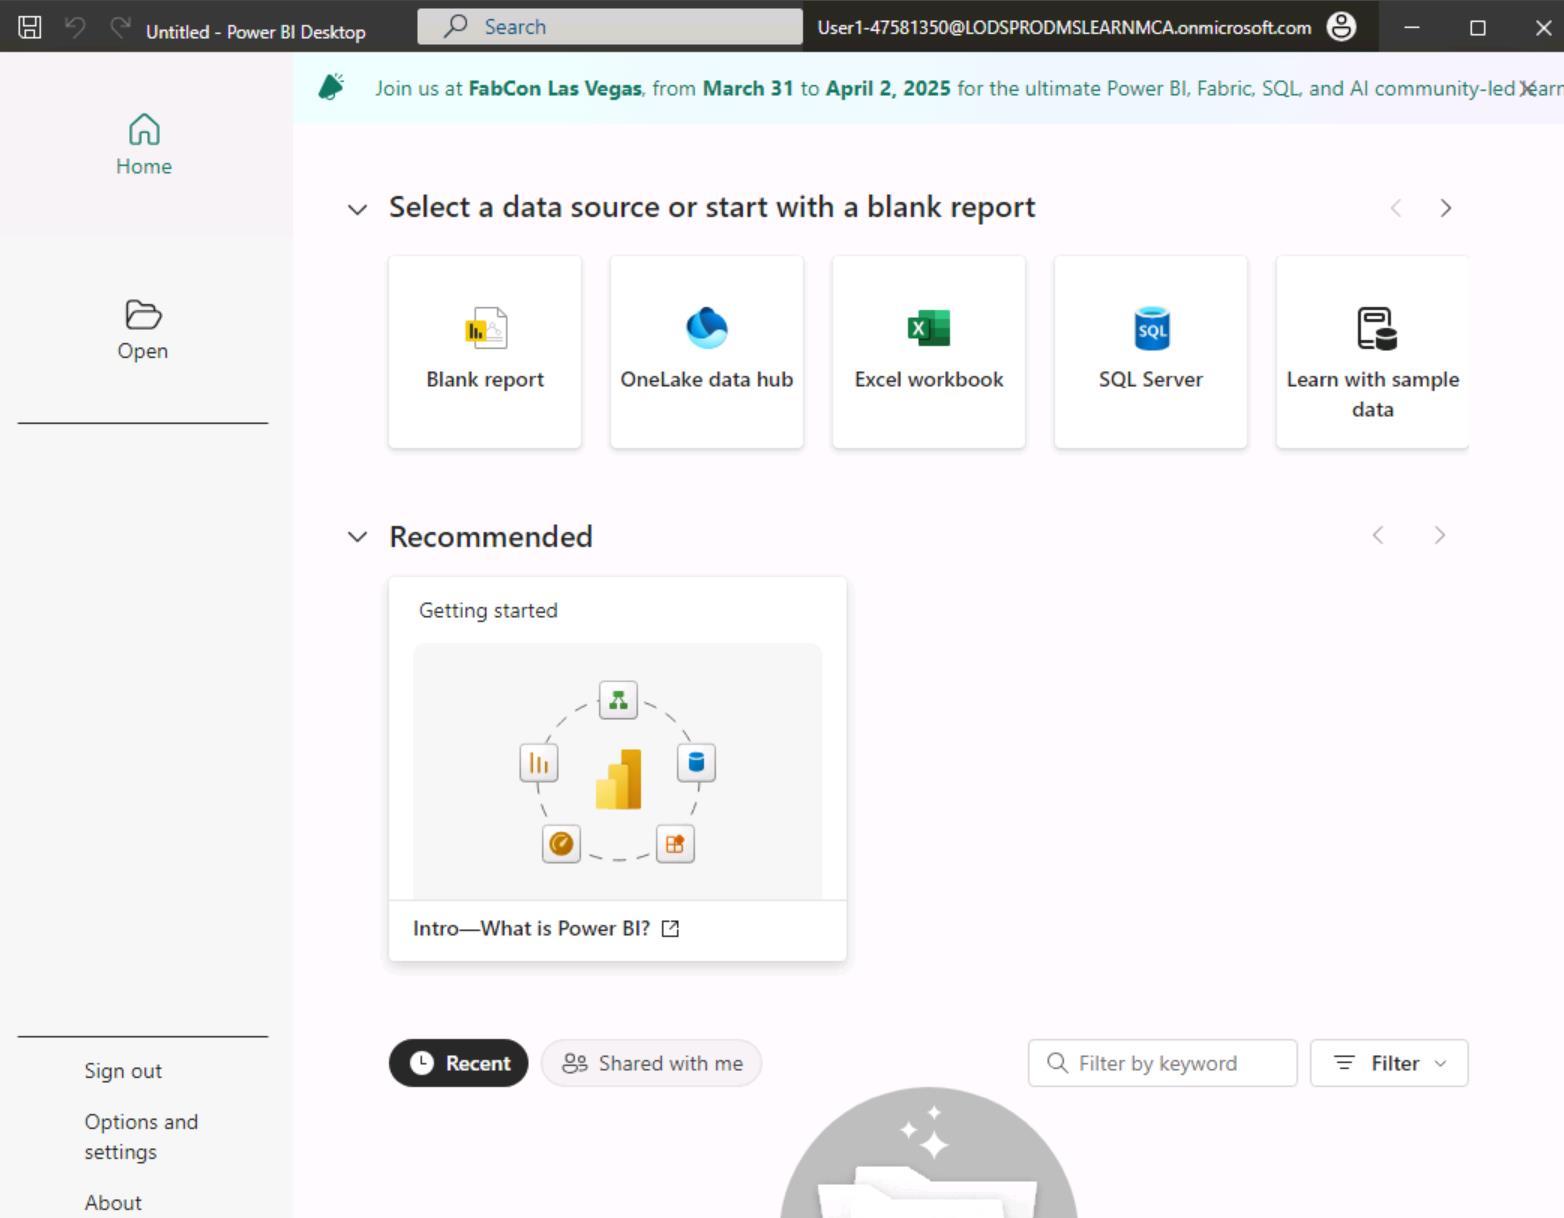 Untitled - Power BI Desktop
Search
User1-47581350@LODSPRODMSLEARNMCA.onmicrosoft.com
Join us at FabCon Las Vegas, from March 31 to April 2, 2025 for the ultimate Power BI, Fabric, SQL, and AI community-led learn
Home
Open
Select a data source or start with a blank report
Blank report
OneLake data hub
Excel workbook
SQL
SQL Server
Learn with sample
data
Recommended
Getting started
Intro—What is Power BI?
Recent
Shared with me
Filter by keyword
Filter
Sign out
Options and
settings
About